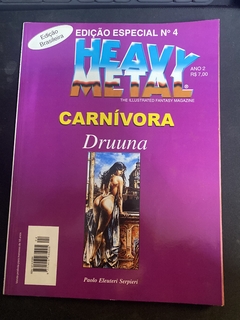 Edição
Brasileira
EDIÇÃO ESPECIAL Nº 4
HEAVY
METAL
ANO 2
R$ 7,00
THE ILLUSTRATED FANTASY MAGAZINE
CARNÍVORA
Druuna
Paolo Eleuteri Serpieri